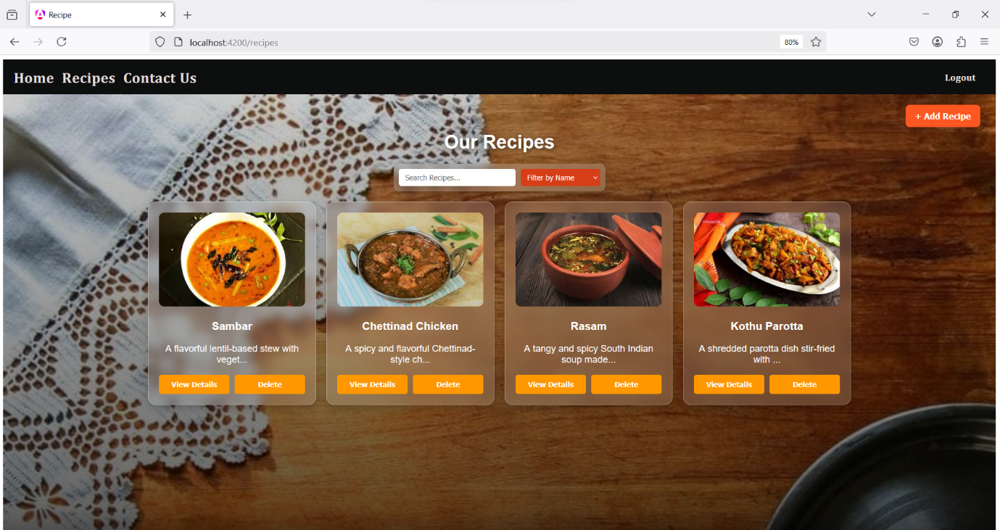 Recipe
localhost:4200/recipes
80%
Home Recipes Contact Us
Logout
+ Add Recipe
Our Recipes
Search Recipes...
Filter by Name
Sambar
A flavorful lentil-based stew with
veget...
View Details
Delete
Chettinad Chicken
A spicy and flavorful Chettinad-
style ch...
View Details
Delete
Rasam
A tangy and spicy South Indian
soup made...
View Details
Delete
Kothu Parotta
A shredded parotta dish stir-fried
with ...
View Details
Delete